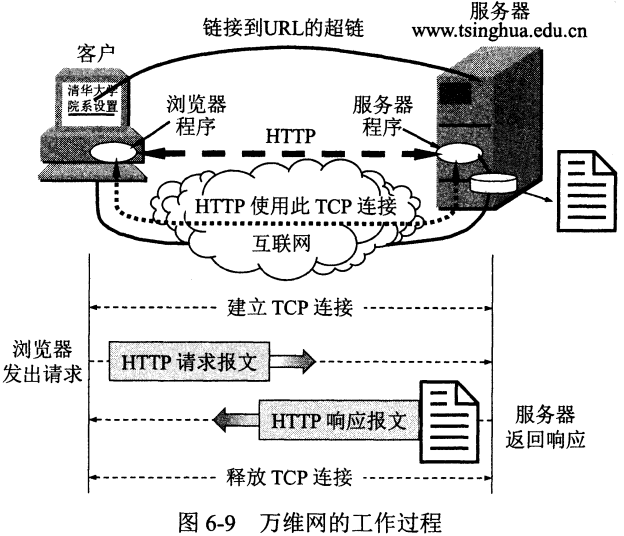 链接到URL的超链
服务器
www.tsinghua.edu.cn
客户
清华大学
院系设置
浏览器
程序
服务器
程序
HTTP
HTTP 使用此 TCP 连接
互联网
建立 TCP 连接
浏览器
发出请求
HTTP 请求报文
HTTP 响应报文
服务器
返回响应
释放 TCP 连接
图 6-9 万维网的工作过程